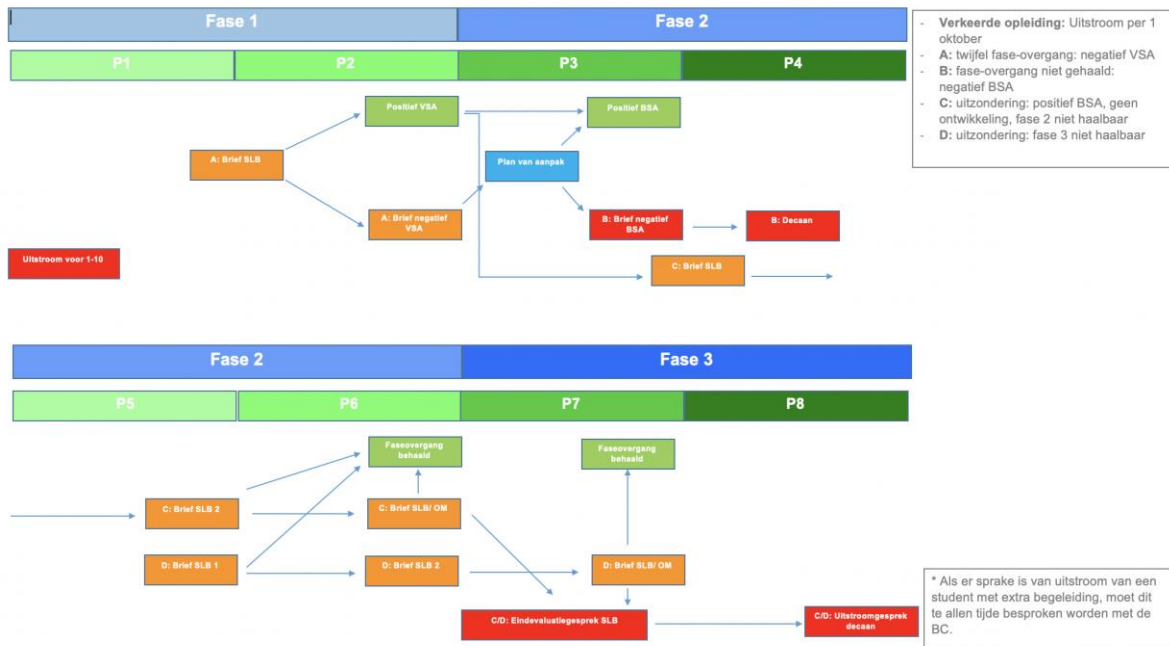 Fase 1
Fase 2
- Verkeerde opleiding: Uitstroom per 1
oktober
- A: twijfel fase-overgang: negatief VSA
- B: fase-overgang niet gehaald:
negatief BSA
- C: uitzondering: positief BSA, geen
ontwikkeling, fase 2 niet haalbaar
- D: uitzondering: fase 3 niet haalbaar
P1
P2
P3
P4
Positief VSA
Positief BSA
A: Brief SLB
Plan van aanpak
A: Brief negatief
VSA
B: Brief negatief
BSA
B: Decaan
Uitstroom voor 1-10
C: Brief SLB
Fase 2
Fase 3
P5
P6
P7
P8
Faseovergang
behaald
Faseovergang
behaald
C: Brief SLB 2
C: Brief SLB/ OM
D: Brief SLB 1
D: Brief SLB 2
D: Brief SLB/ OM
C/D: Eindevaluatiegesprek SLB
C/D: Uitstroomgesprek
decaan
* Als er sprake is van uitstroom van een
student met extra begeleiding, moet dit
te allen tijde besproken worden met de
BC.